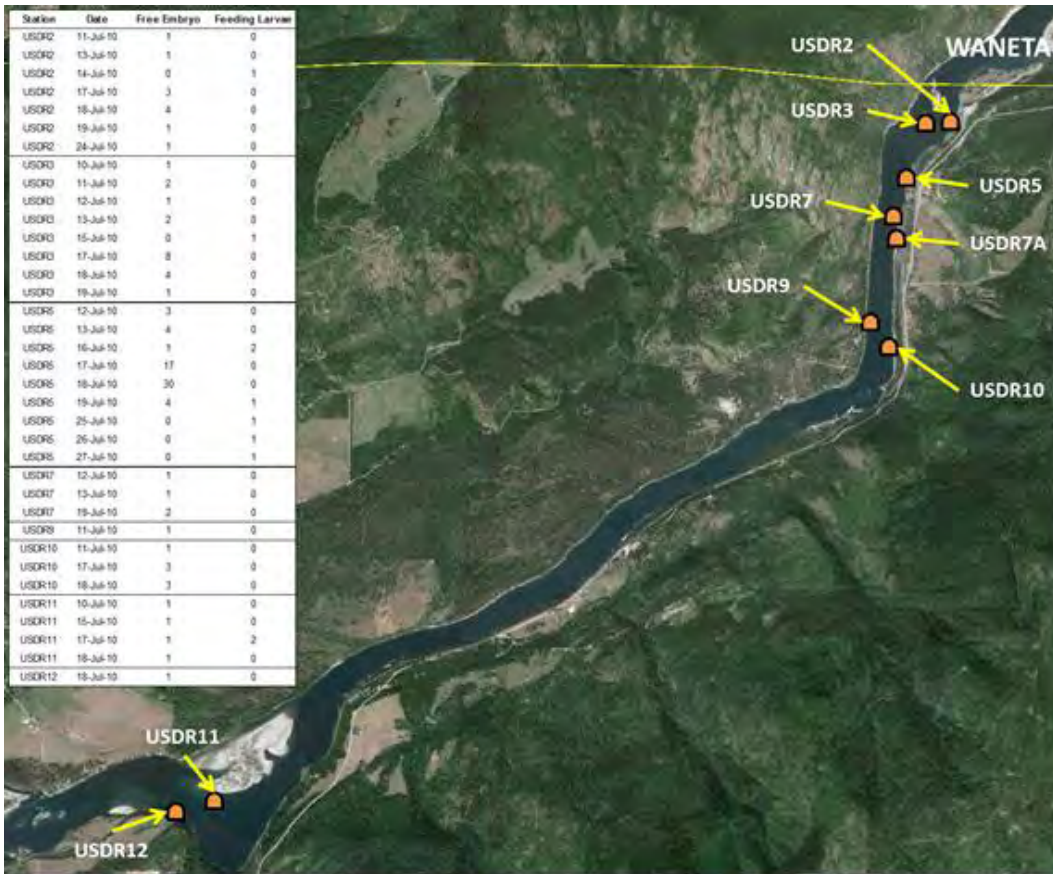 Station Date Free Embryo Feeding Larvae
USDR2 11-Jul-10 1 0
USDR2 13-Jul-10 1 0
USDR2 14-Jul-10 0 1
USDR2 17-Jul-10 3 0
USDR2 18-Jul-10 4 0
USDR2 19-Jul-10 1 0
USDR2 24-Jul-10 1 0
USDR3 10-Jul-10 1 0
USDR3 11-Jul-10 2 0
USDR3 12-Jul-10 1 0
USDR3 13-Jul-10 2 0
USDR3 15-Jul-10 0 1
USDR3 17-Jul-10 8 0
USDR3 18-Jul-10 4 0
USDR3 19-Jul-10 1 0
USDR5 12-Jul-10 3 0
USDR5 13-Jul-10 4 0
USDR5 16-Jul-10 1 2
USDR5 17-Jul-10 17 0
USDR5 18-Jul-10 30 0
USDR5 19-Jul-10 4 1
USDR5 25-Jul-10 0 1
USDR5 26-Jul-10 0 1
USDR5 27-Jul-10 0 1
USDR7 12-Jul-10 1 0
USDR7 13-Jul-10 1 0
USDR7 19-Jul-10 2 0
USDR9 11-Jul-10 1 0
USDR10 11-Jul-10 1 0
USDR10 17-Jul-10 3 0
USDR10 18-Jul-10 3 0
USDR11 10-Jul-10 1 0
USDR11 15-Jul-10 1 0
USDR11 17-Jul-10 1 2
USDR11 18-Jul-10 1 0
USDR12 18-Jul-10 1 0
USDR2
WANETA
USDR3
USDR5
USDR7
USDR7A
USDR9
USDR10
USDR11
USDR12